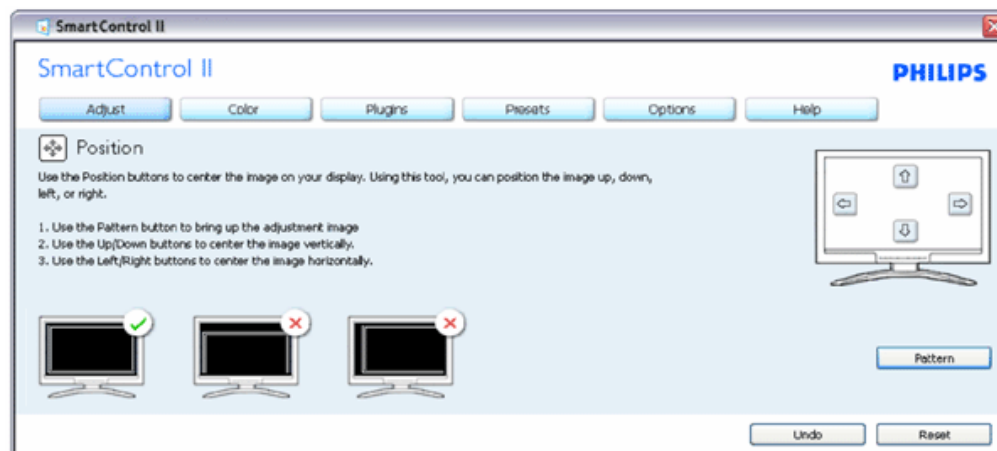 SmartControl II
SmartControl II
PHILIPS
Adjust Color Plugins Presets Options Help
Position
Use the Position buttons to center the image on your display. Using this tool, you can position the image up, down,
left, or right.
1. Use the Pattern button to bring up the adjustment image
2. Use the Up/Down buttons to center the image vertically.
3. Use the Left/Right buttons to center the image horizontally.
Pattern
Undo Reset